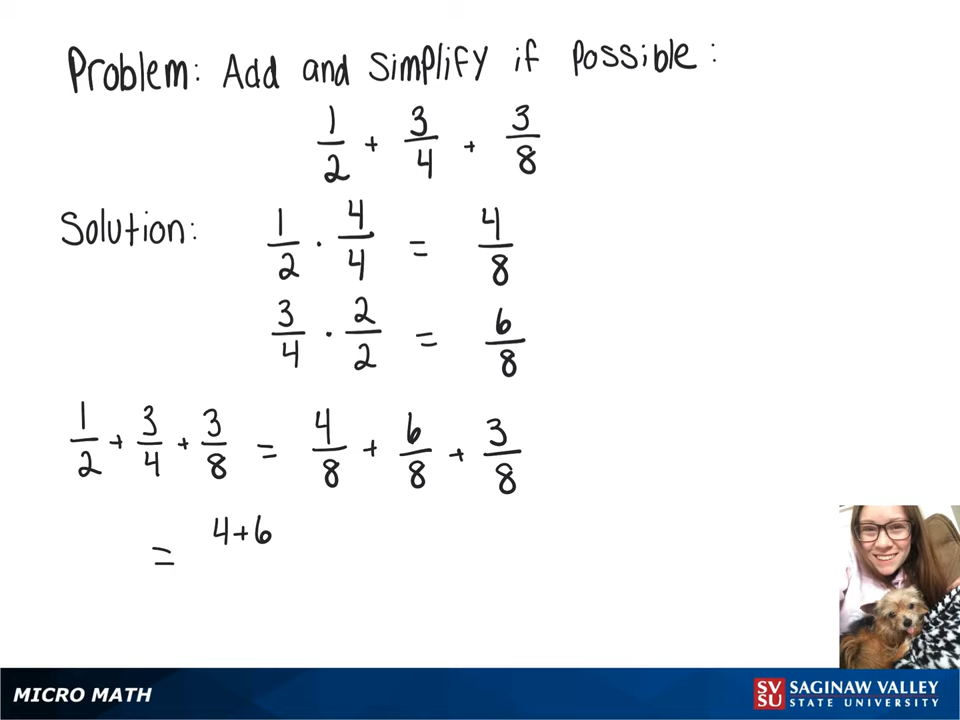 Problem: Add and simplify if possible:
1/2 + 3/4 + 3/8
Solution: 1/2 · 4/4 = 4/8
3/4 · 2/2 = 6/8
1/2 + 3/4 + 3/8 = 4/8 + 6/8 + 3/8
= 4+6
MICRO MATH
SVSU SAGINAW VALLEY
STATE UNIVERSITY